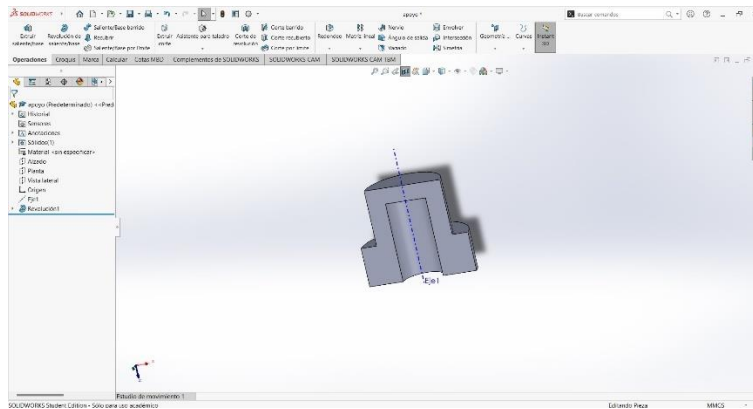 SOLIDWORKS
apoyo *
Buscar comandos
Extruir saliente/base
Revolución de saliente/base
Saliente/Base barrido
Recubrir
Saliente/Base por límite
Extruir corte
Asistente para taladro
Corte de revolución
Corte barrido
Corte recubierto
Corte por límite
Redondeo
Matriz lineal
Nervio
Ángulo de salida
Vaciado
Envolver
Intersección
Simetría
Geometría ...
Curvas
Instant 3D
Operaciones
Croquis
Marca
Calcular
Cotas MBD
Complementos de SOLIDWORKS
SOLIDWORKS CAM
SOLIDWORKS CAM TBM
apoyo (Predeterminado) <<Pred
Historial
Sensores
Anotaciones
Sólidos(1)
Material <sin especificar>
Alzado
Planta
Vista lateral
Origen
Eje1
Revolución1
Eje1
Estudio de movimiento 1
SOLIDWORKS Student Edition - Sólo para uso académico
Editando Pieza
MMGS